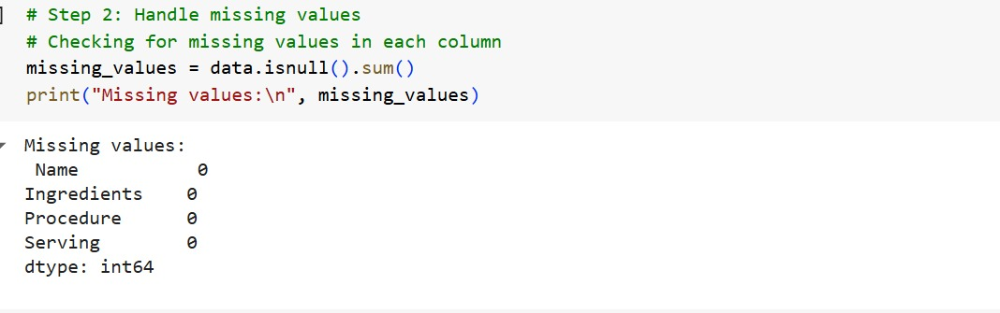 ] # Step 2: Handle missing values
# Checking for missing values in each column
missing_values = data.isnull().sum()
print("Missing values:\n", missing_values)
Missing values:
 Name           0
Ingredients    0
Procedure      0
Serving        0
dtype: int64